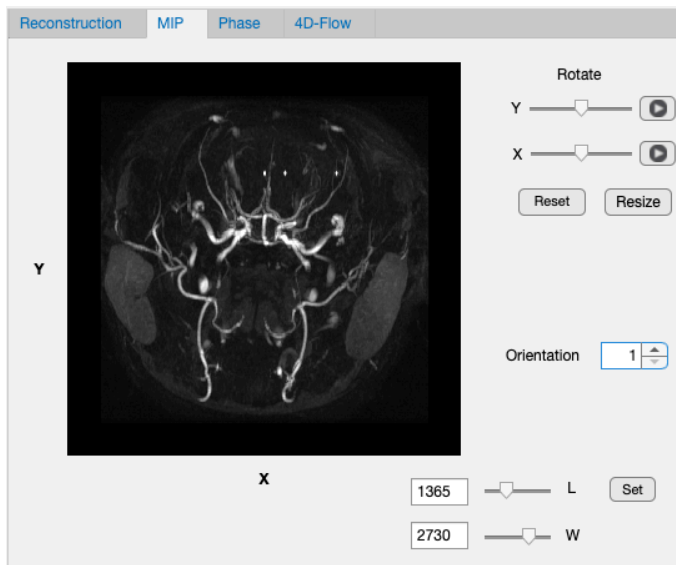 Reconstruction MIP Phase 4D-Flow
Rotate
Y
X
Reset Resize
Y
Orientation 1
X
1365 L Set
2730 W